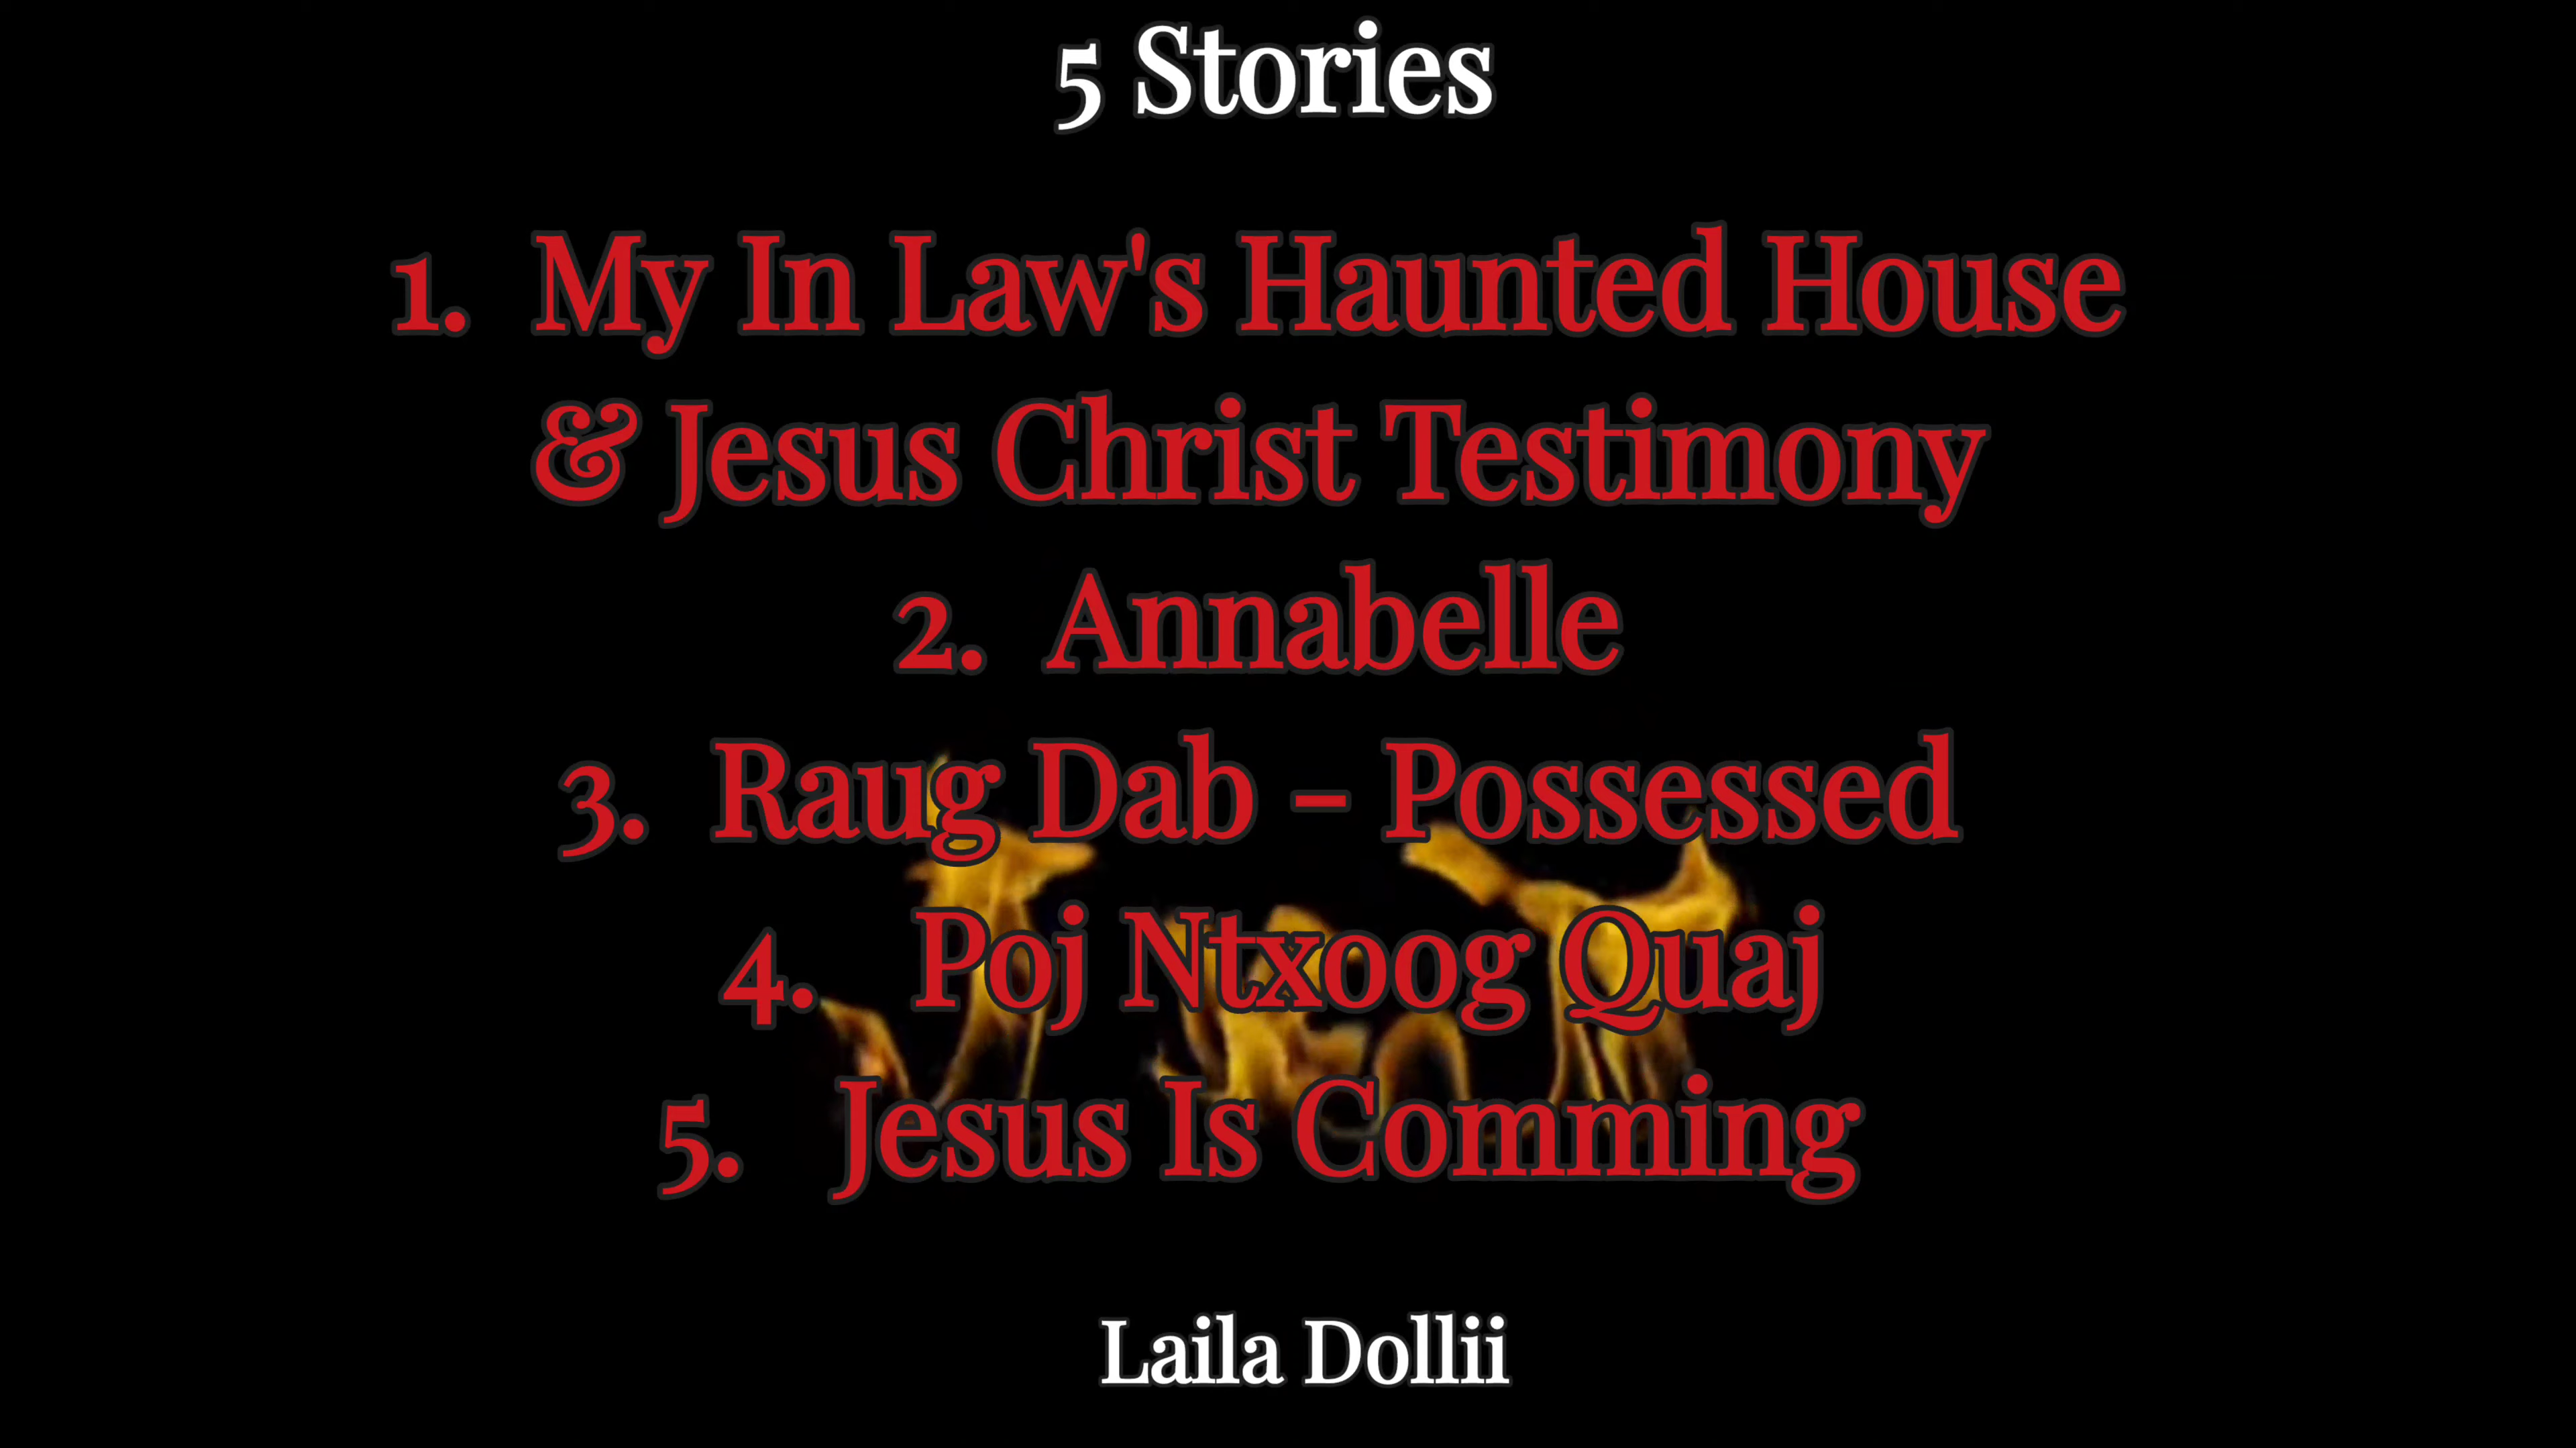 5 Stories
1. My In Law's Haunted House
& Jesus Christ Testimony
2. Annabelle
3. Raug Dab - Possessed
4. Poj Ntxoog Quaj
5. Jesus Is Comming
Laila Dollii